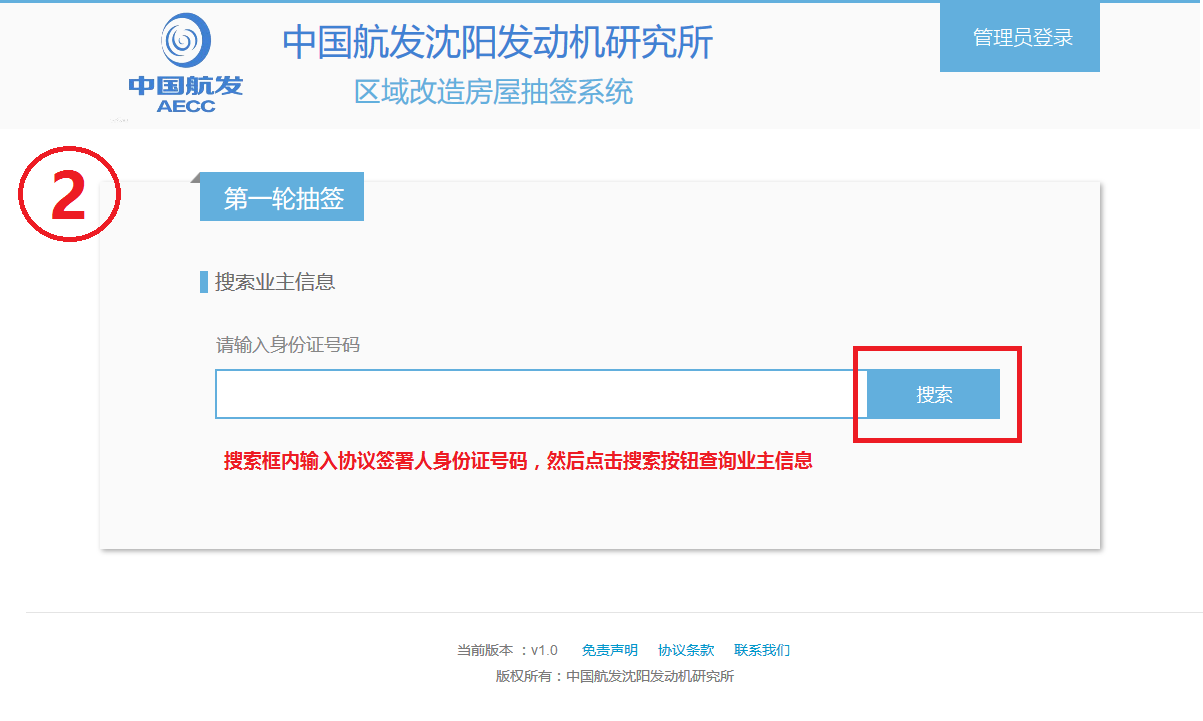 中国航发
AECC
中国航发沈阳发动机研究所
区域改造房屋抽签系统
管理员登录
2
第一轮抽签
搜索业主信息
请输入身份证号码
搜索
搜索框内输入协议签署人身份证号码，然后点击搜索按钮查询业主信息
当前版本 ：v1.0 免责声明 协议条款 联系我们
版权所有：中国航发沈阳发动机研究所